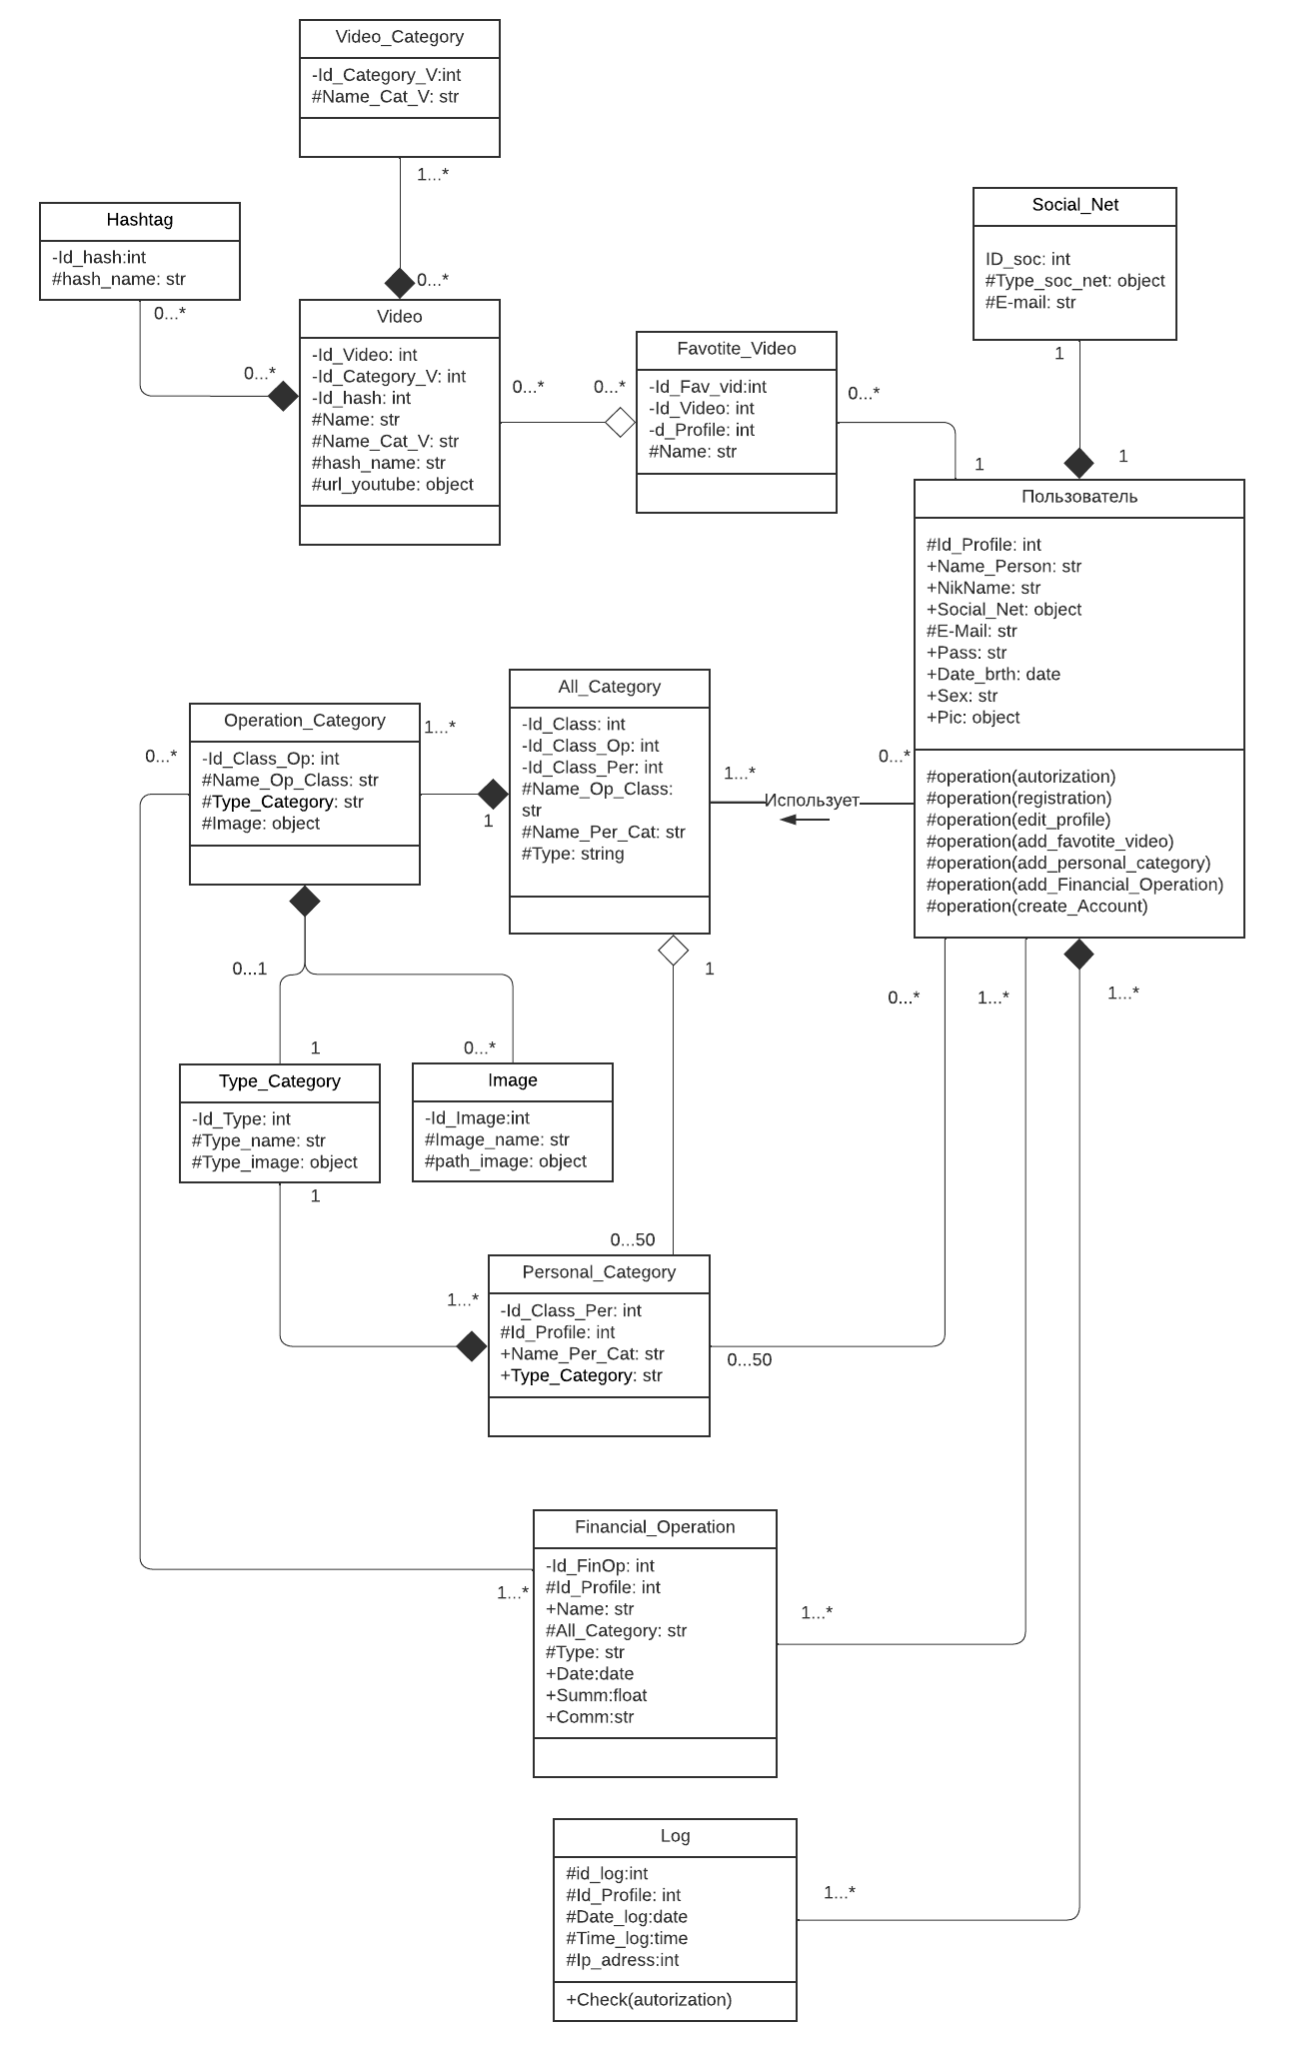 Video_Category
-Id_Category_V:int
#Name_Cat_V: str
1...*
0...*
Hashtag
-Id_hash:int
#hash_name: str
0...*
0...*
Video
-Id_Video: int
-Id_Category_V: int
-Id_hash: int
#Name: str
#Name_Cat_V: str
#hash_name: str
#url_youtube: object
0...*
0...*
Favotite_Video
-Id_Fav_vid:int
-Id_Video: int
-d_Profile: int
#Name: str
0...*
1
Social_Net
ID_soc: int
#Type_soc_net: object
#E-mail: str
1
1
Пользователь
#Id_Profile: int
+Name_Person: str
+NikName: str
+Social_Net: object
#E-Mail: str
+Pass: str
+Date_brth: date
+Sex: str
+Pic: object
#operation(autorization)
#operation(registration)
#operation(edit_profile)
#operation(add_favotite_video)
#operation(add_personal_category)
#operation(add_Financial_Operation)
#operation(create_Account)
0...*
Использует
1...*
All_Category
-Id_Class: int
-Id_Class_Op: int
-Id_Class_Per: int
#Name_Op_Class:
str
#Name_Per_Cat: str
#Type: string
1...*
1
Operation_Category
-Id_Class_Op: int
#Name_Op_Class: str
#Type_Category: str
#Image: object
0...*
0...1
1
0...*
Type_Category
-Id_Type: int
#Type_name: str
#Type_image: object
1
Image
-Id_Image:int
#Image_name: str
#path_image: object
1
0...50
0...*
1...*
1...*
Personal_Category
-Id_Class_Per: int
#Id_Profile: int
+Name_Per_Cat: str
+Type_Category: str
1...*
0...50
Financial_Operation
-Id_FinOp: int
#Id_Profile: int
+Name: str
#All_Category: str
#Type: str
+Date:date
+Summ:float
+Comm:str
1...*
1...*
Log
#id_log:int
#Id_Profile: int
#Date_log:date
#Time_log:time
#Ip_adress:int
+Check(autorization)
1...*